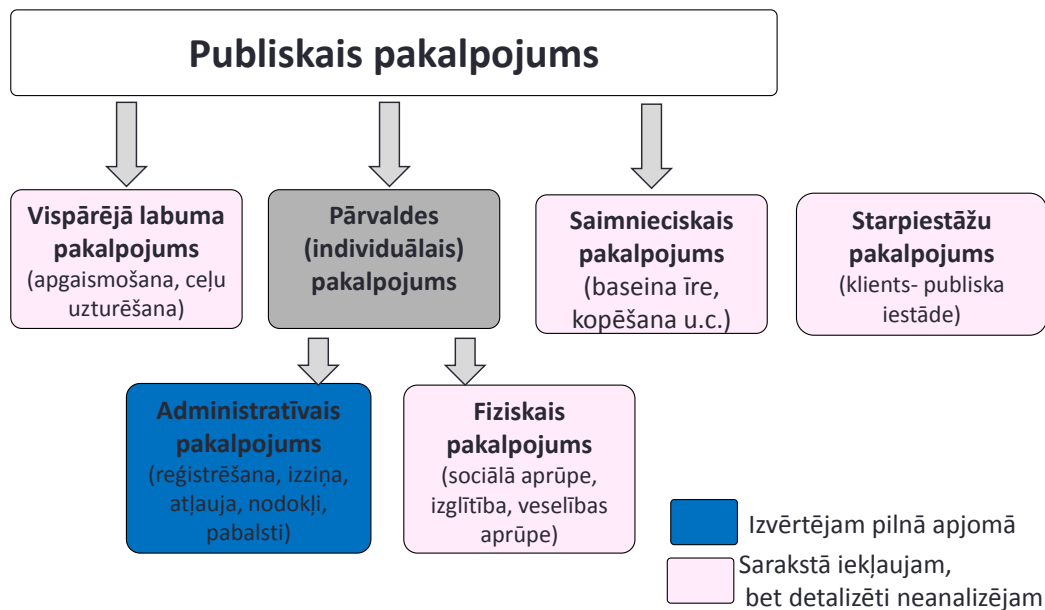 Publiskais pakalpojums
Vispārējā labuma
pakalpojums
(apgaismošana, ceļu
uzturēšana)
Pārvaldes
(individuālais)
pakalpojums
Saimnieciskais
pakalpojums
(baseina īre,
kopēšana u.c.)
Starpiestāžu
pakalpojums
(klients- publiska
iestāde)
Administratīvais
pakalpojums
(reģistrēšana, izziņa,
atļauja, nodokļi,
pabalsti)
Fiziskais
pakalpojums
(sociālā aprūpe,
izglītība, veselības
aprūpe)
Izvērtējam pilnā apjomā
Sarakstā iekļaujam,
bet detalizēti neanalizējam